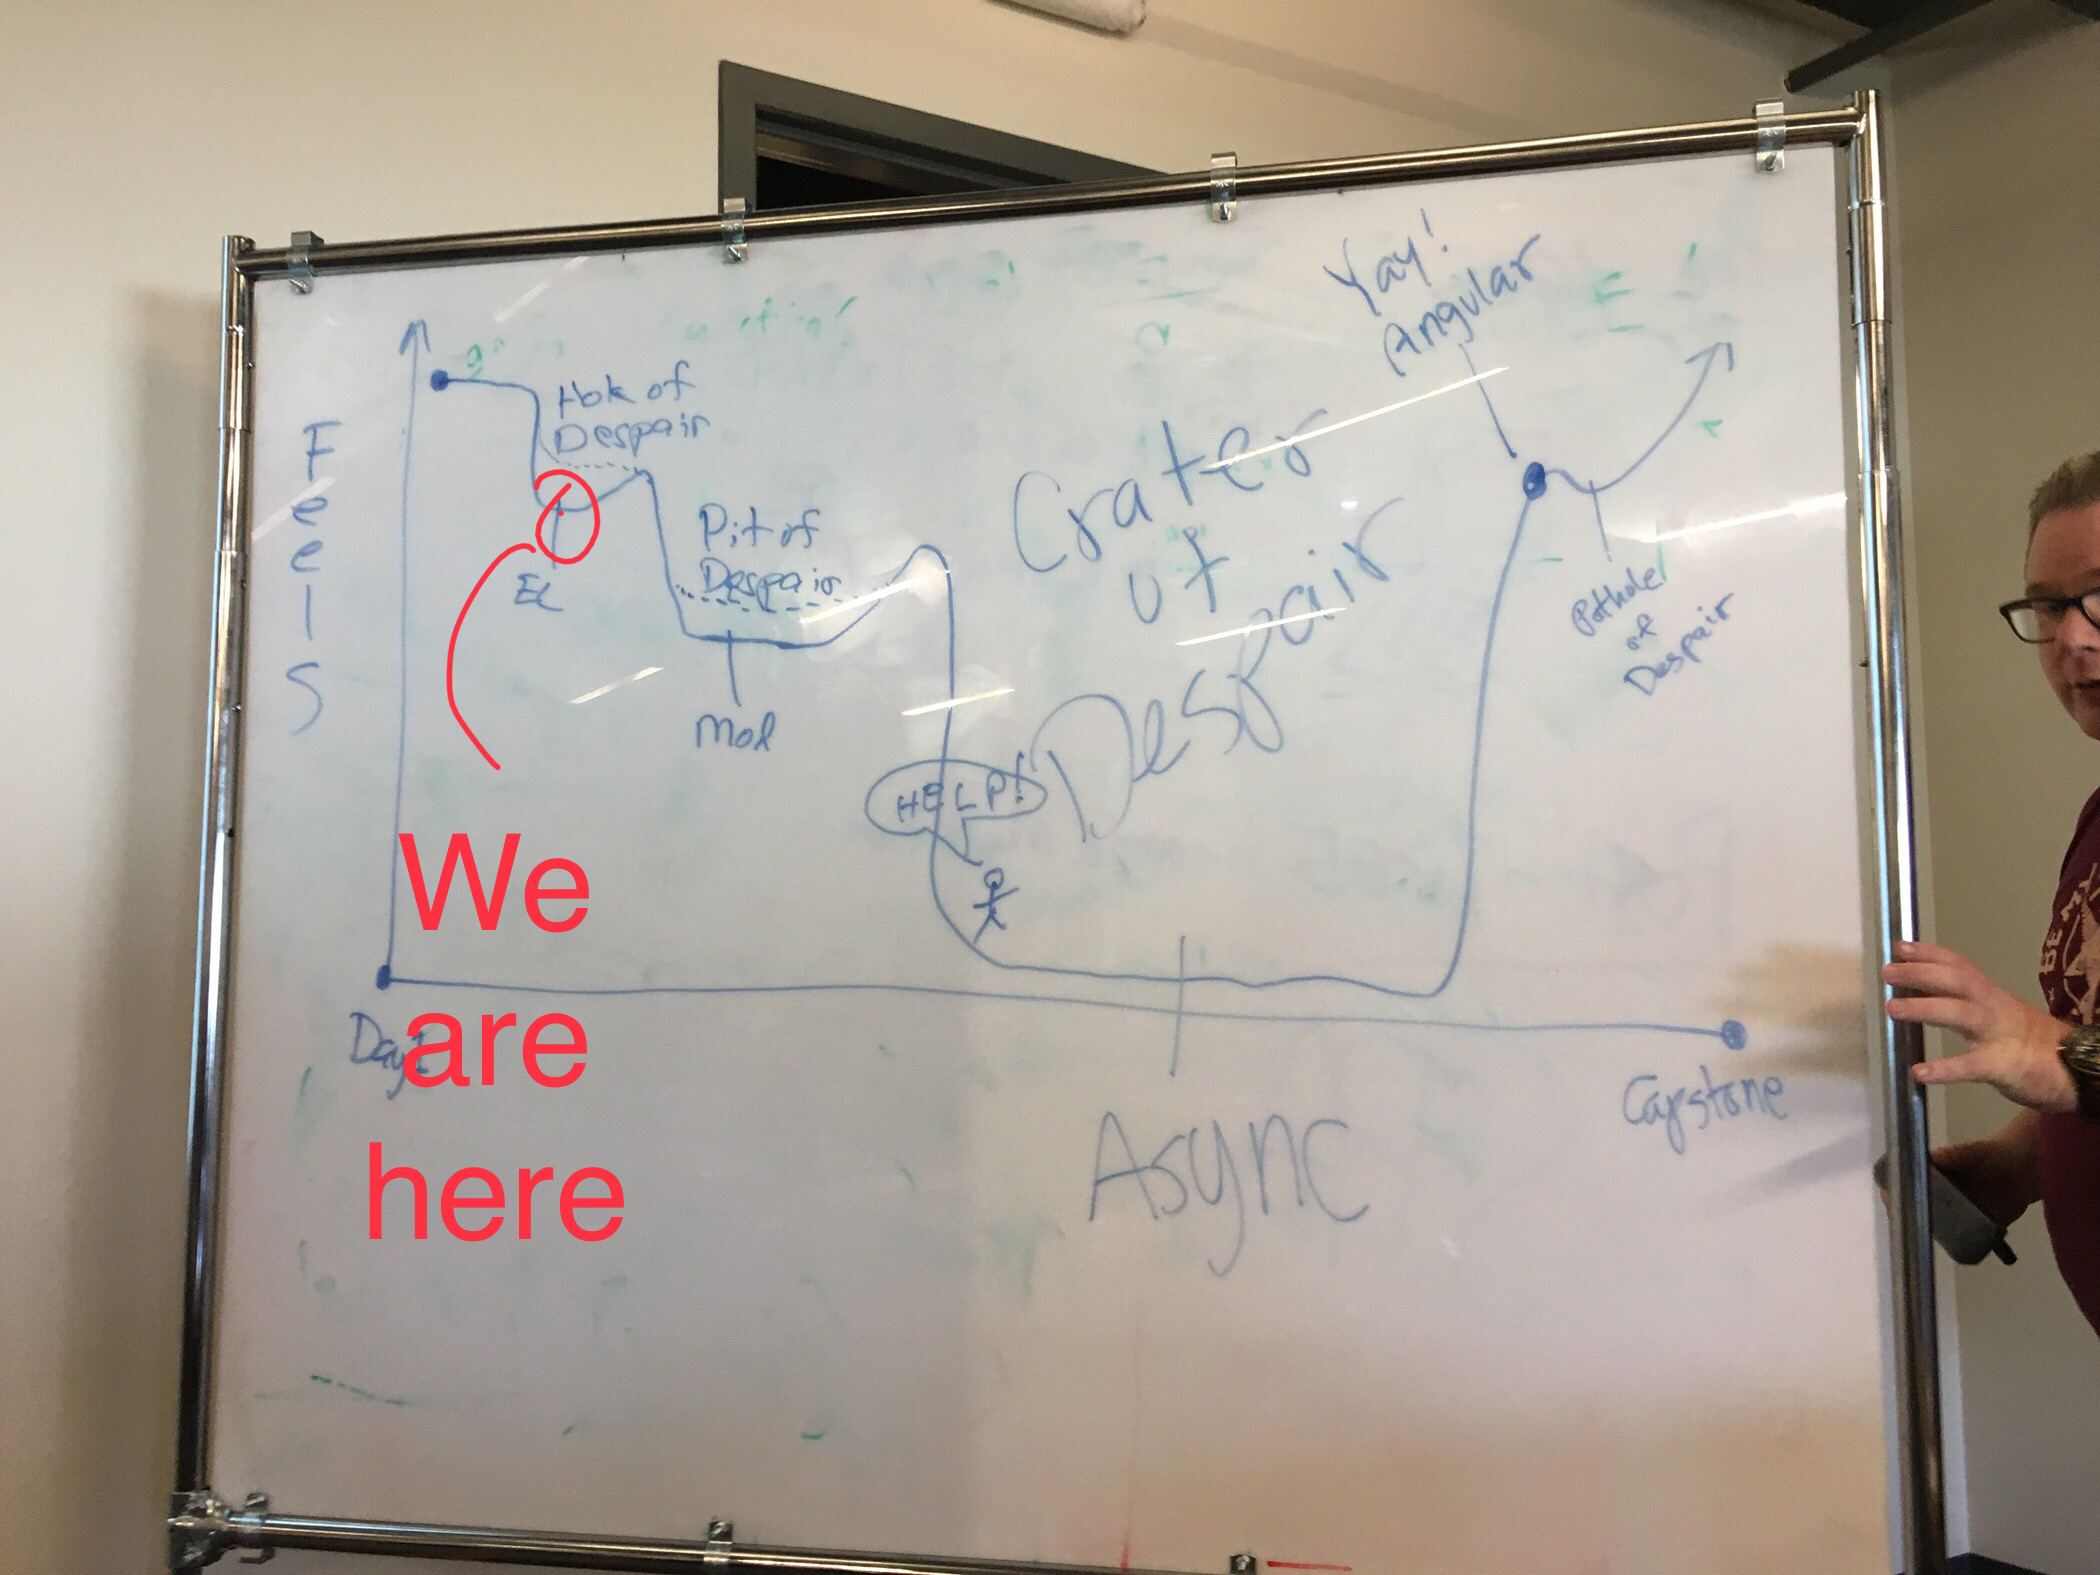 Yay!
Angular
Hole of
Despair
Feels
Pit of
Despair
Crater
of
Despair
EL
Pothole
of
Despair
HELP!
We
are
here
Day 1
Capstone
Async